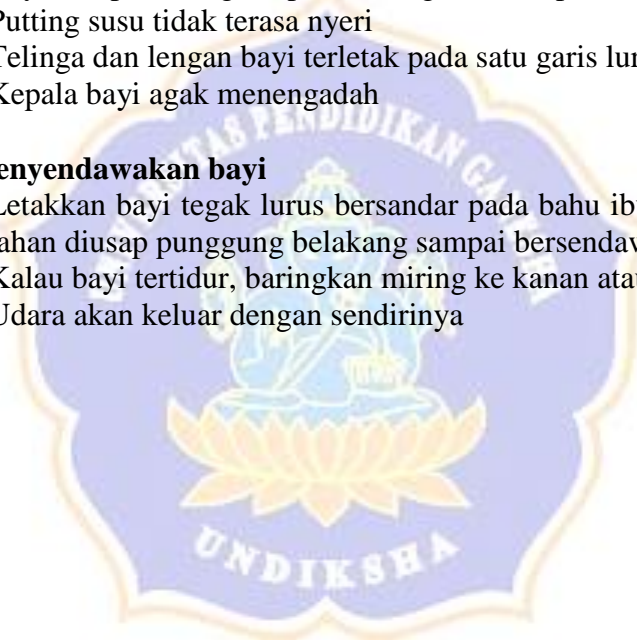 Putting susu tidak terasa nyeri
Telinga dan lengan bayi terletak pada satu garis
Kepala bayi agak menengadah
enyendawakan bayi
Letakkan bayi tegak lurus bersandar pada bahu
ahan diusap punggung belakang sampai
Kalau bayi tertidur, baringkan miring ke kanan
Udara akan keluar dengan sendirinya
PENDIDIKAN
UNDIKSHA